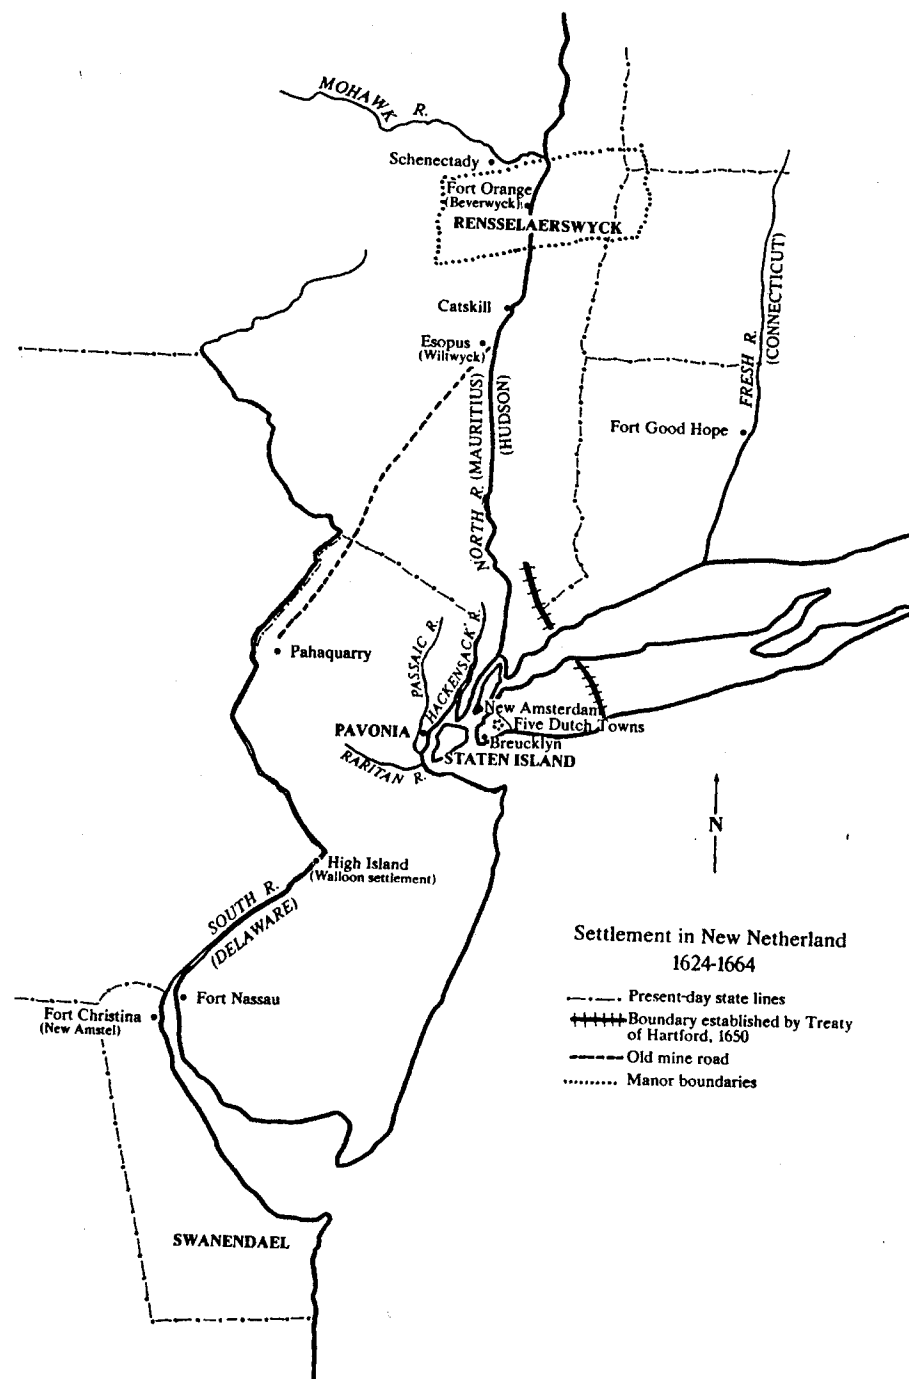 MOHAWK R.
Schenectady
Fort Orange
(Beverwyck)
RENSSELAERSWYCK
Catskill
Esopus
(Wiltwyck)
NORTH R. (MAURITIUS)
(HUDSON)
FRESH R.
(CONNECTICUT)
Fort Good Hope
Pahaquarry
PASSAIC R.
HACKENSACK R.
New Amsterdam
Five Dutch Towns
PAVONIA
Breucklyn
STATEN ISLAND
RARITAN R.
N
High Island
(Walloon settlement)
SOUTH R.
(DELAWARE)
Fort Nassau
Fort Christina
(New Amstel)
SWANENDAEL
Settlement in New Netherland
1624-1664
Present-day state lines
Boundary established by Treaty
of Hartford, 1650
Old mine road
Manor boundaries